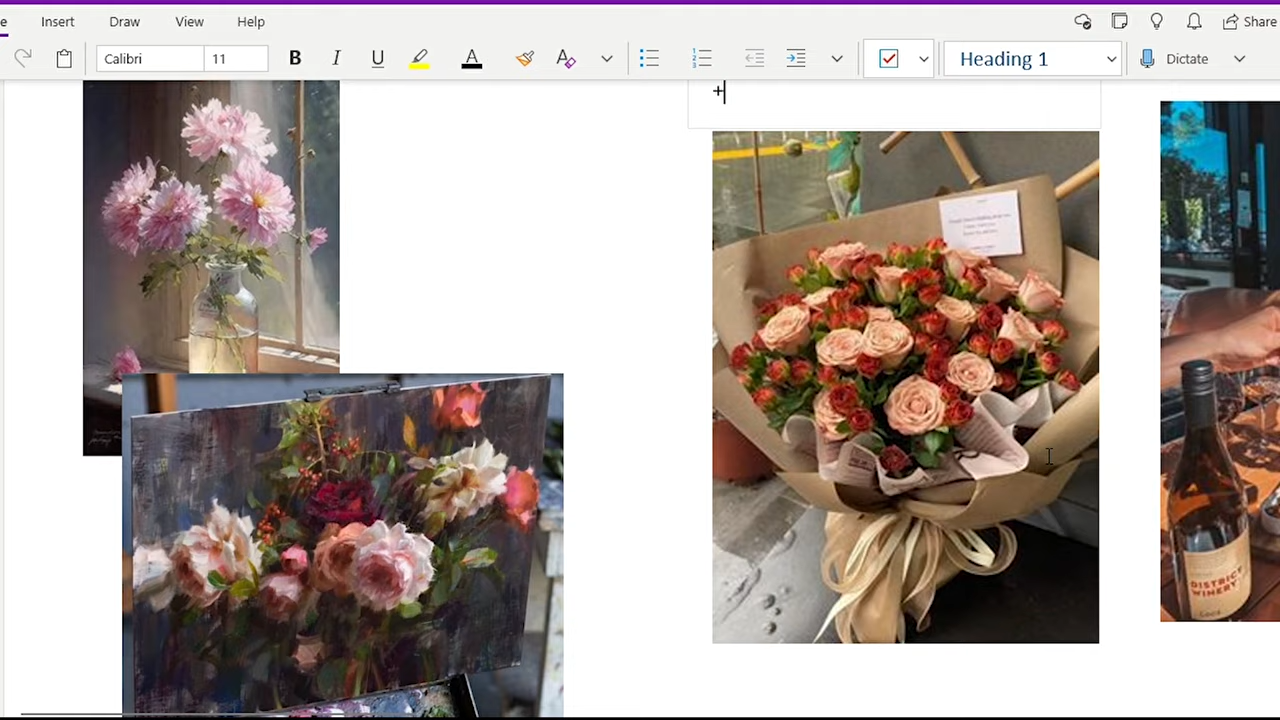 Insert Draw View Help Share
Calibri 11 B I U A A Heading 1 Dictate
+
DISTRICT
WINERY